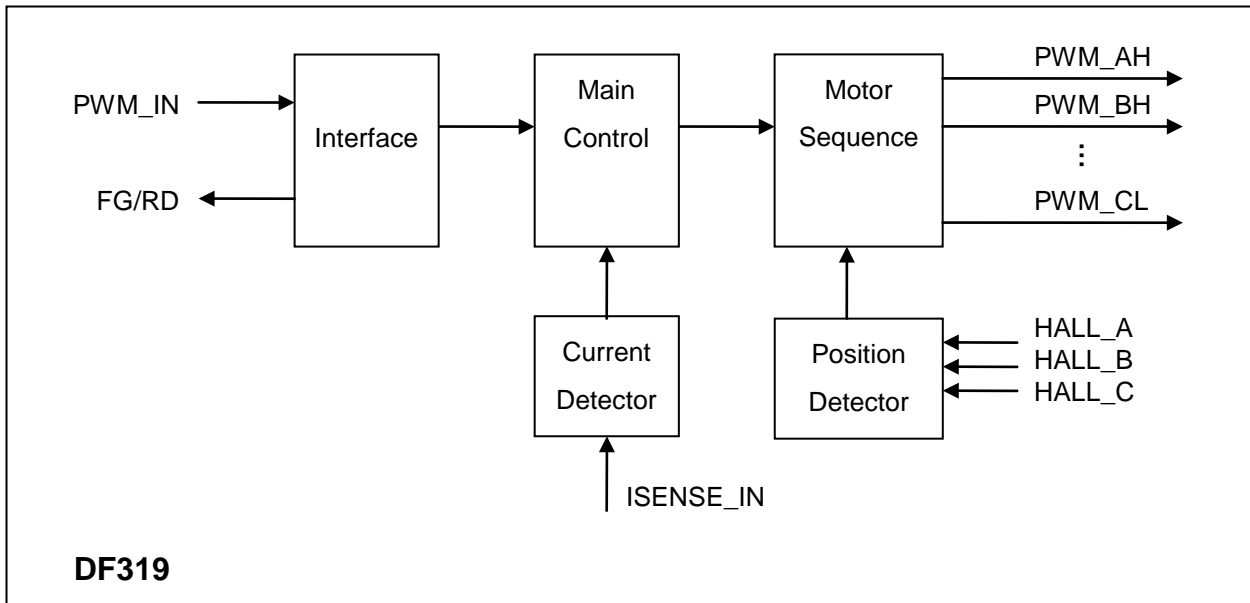 PWM_IN
FG/RD
Interface
Main
Control
Motor
Sequence
PWM_AH
PWM_BH
...
PWM_CL
Current
Detector
ISENSE_IN
Position
Detector
HALL_A
HALL_B
HALL_C
DF319